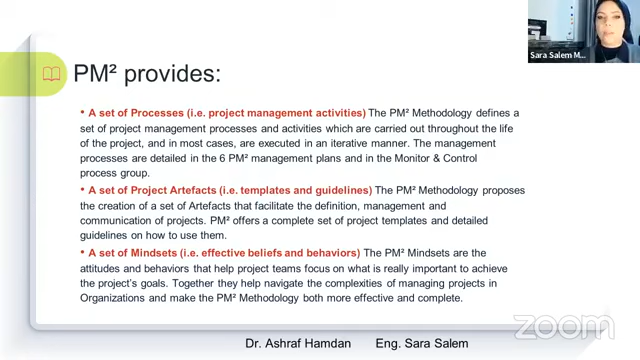 Sara Salem M...
PM² provides:
• A set of Processes (i.e. project management activities) The PM² Methodology defines a
set of project management processes and activities which are carried out throughout the life
of the project, and in most cases, are executed in an iterative manner. The management
processes are detailed in the 6 PM² management plans and in the Monitor & Control
process group.
• A set of Project Artefacts (i.e. templates and guidelines) The PM² Methodology proposes
the creation of a set of Artefacts that facilitate the definition, management and
communication of projects. PM² offers a complete set of project templates and detailed
guidelines on how to use them.
• A set of Mindsets (i.e. effective beliefs and behaviors) The PM² Mindsets are the
attitudes and behaviors that help project teams focus on what is really important to achieve
the project's goals. Together they help navigate the complexities of managing projects in
Organizations and make the PM² Methodology both more effective and complete.
zoom
Dr. Ashraf Hamdan Eng. Sara Salem